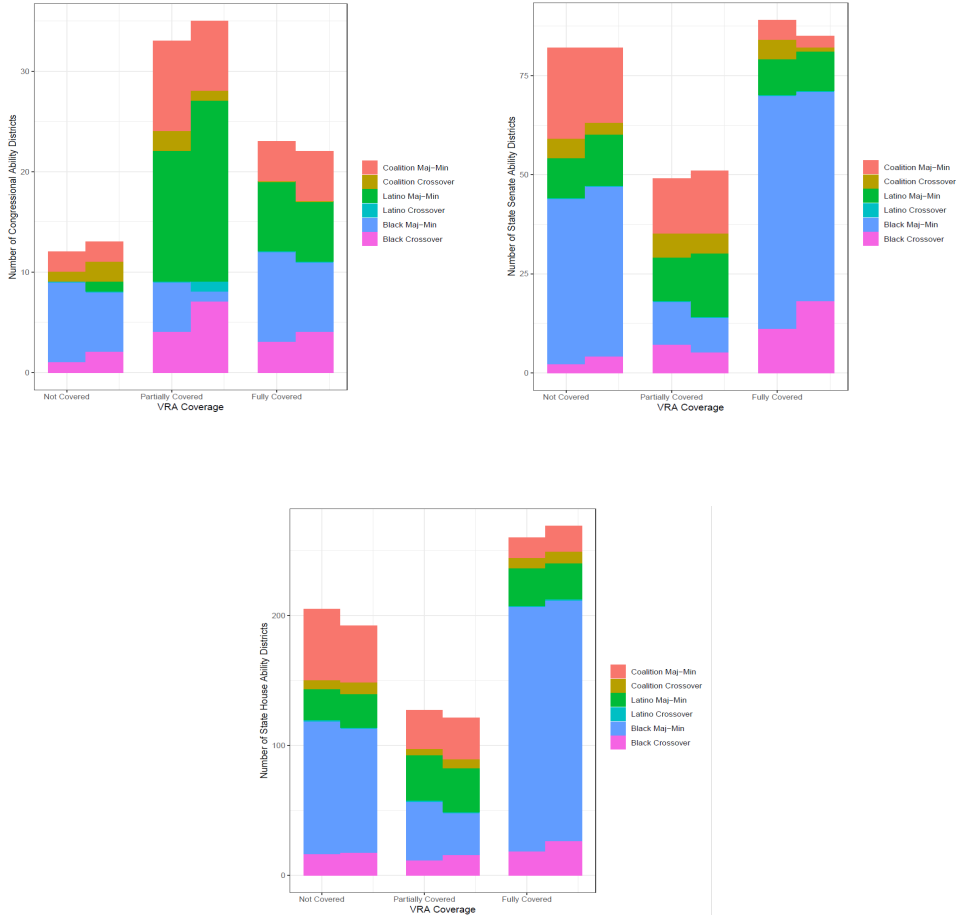 Number of Congressional Ability Districts
30
20
10
0
Not Covered
Partially Covered
Fully Covered
VRA Coverage
Coalition Maj−Min
Coalition Crossover
Latino Maj−Min
Latino Crossover
Black Maj−Min
Black Crossover
Number of State Senate Ability Districts
75
50
25
0
Not Covered
Partially Covered
Fully Covered
VRA Coverage
Coalition Maj−Min
Coalition Crossover
Latino Maj−Min
Latino Crossover
Black Maj−Min
Black Crossover
Number of State House Ability Districts
200
100
0
Not Covered
Partially Covered
Fully Covered
VRA Coverage
Coalition Maj−Min
Coalition Crossover
Latino Maj−Min
Latino Crossover
Black Maj−Min
Black Crossover